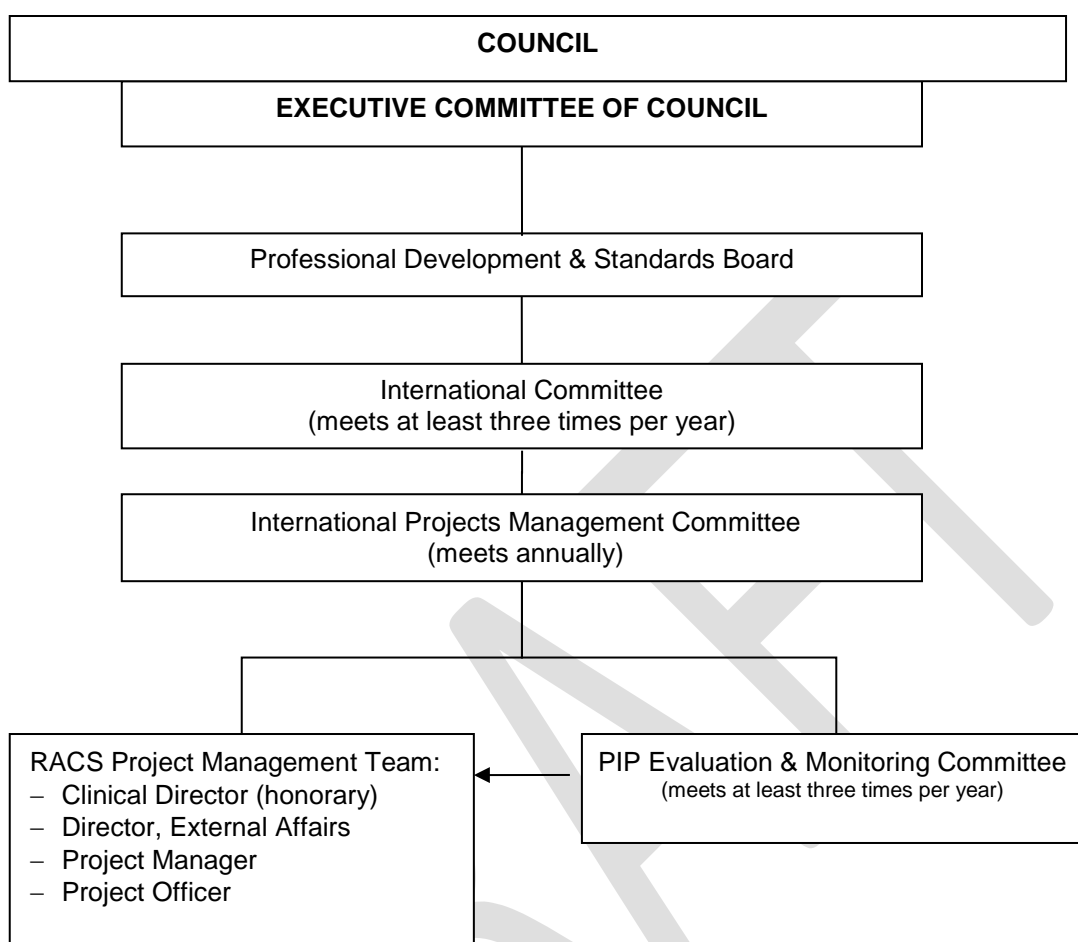 COUNCIL
EXECUTIVE COMMITTEE OF COUNCIL
Professional Development & Standards Board
International Committee
(meets at least three times per year)
International Projects Management Committee
(meets annually)
RACS Project Management Team:
– Clinical Director (honorary)
– Director, External Affairs
– Project Manager
– Project Officer
PIP Evaluation & Monitoring Committee
(meets at least three times per year)
DRAFT